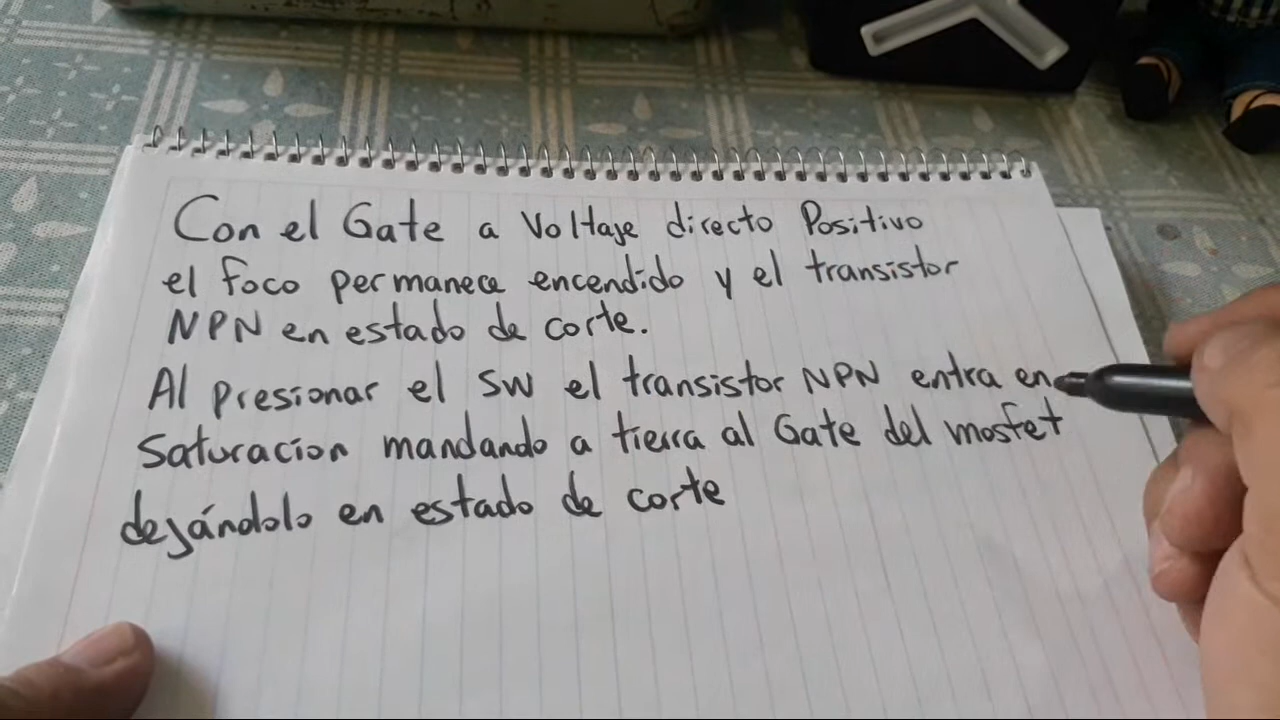 Con el Gate a Voltaje directo Positivo
el foco permanece encendido y el transistor
NPN en estado de corte.
Al presionar el SW el transistor NPN entra en
Saturacion mandando a tierra al Gate del mosfet
dejándolo en estado de corte